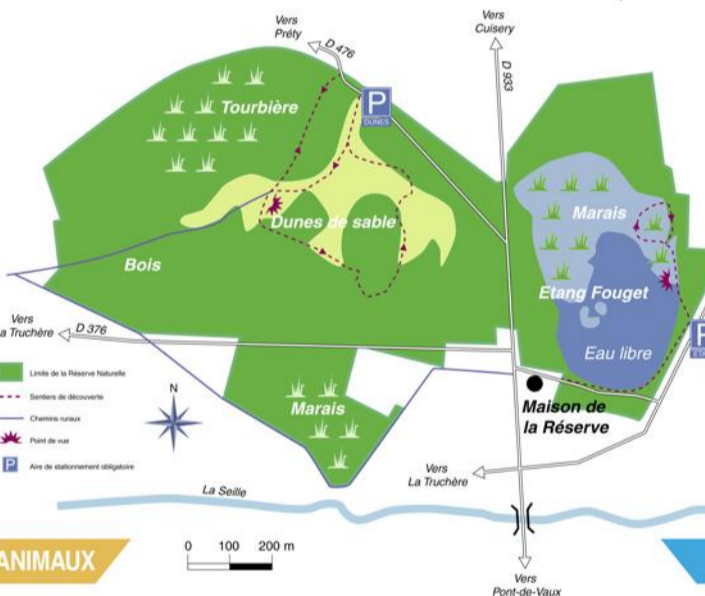 Vers
Préty
D 476
P
DUNES
Vers
Cuisery
D 933
Tourbière
Dunes de sable
Bois
Marais
Etang Fouget
Eau libre
P
Vers
La Truchère
D 376
Limite de la Réserve Naturelle
Sentiers de découverte
Chemins ruraux
Point de vue
P
Aire de stationnement obligatoire
N
Marais
Maison de
la Réserve
Vers
La Truchère
La Seille
ANIMAUX
0 100 200 m
Vers
Pont-de-Vaux